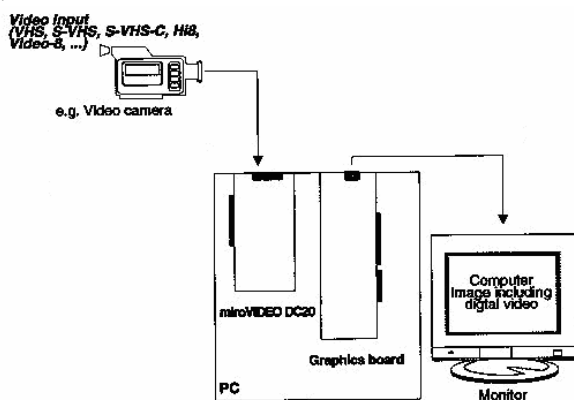 Video input
(VHS, S-VHS, S-VHS-C, Hi8,
Video-8, ...)
e.g. Video camera
miroVIDEO DC20
Graphics board
PC
Computer
Image including
digtal video
Monitor